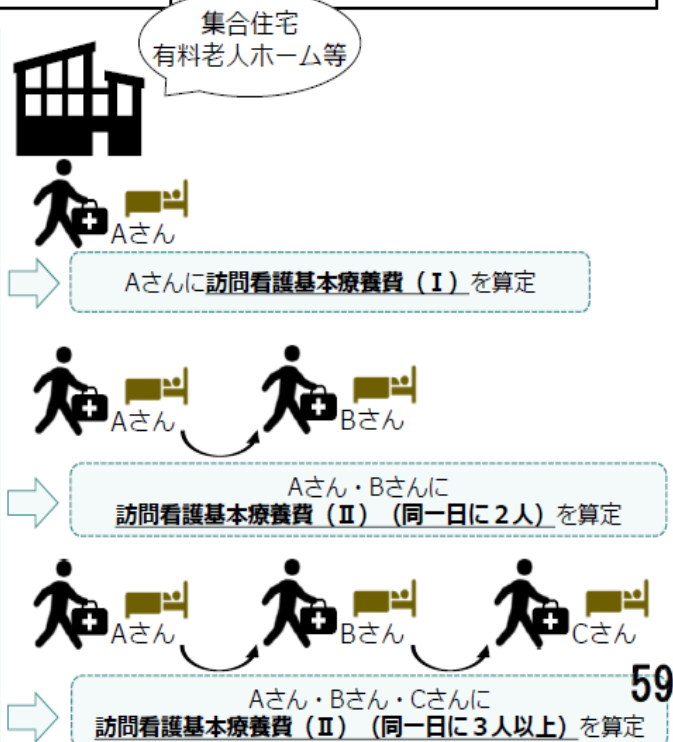 集合住宅
有料老人ホーム等
Aさん
Aさんに訪問看護基本療養費（Ⅰ）を算定
Aさん
Bさん
Aさん・Bさんに
訪問看護基本療養費（Ⅱ）（同一日に２人）を算定
Aさん
Bさん
Cさん
Aさん・Bさん・Cさんに
訪問看護基本療養費（Ⅱ）（同一日に３人以上）を算定
59